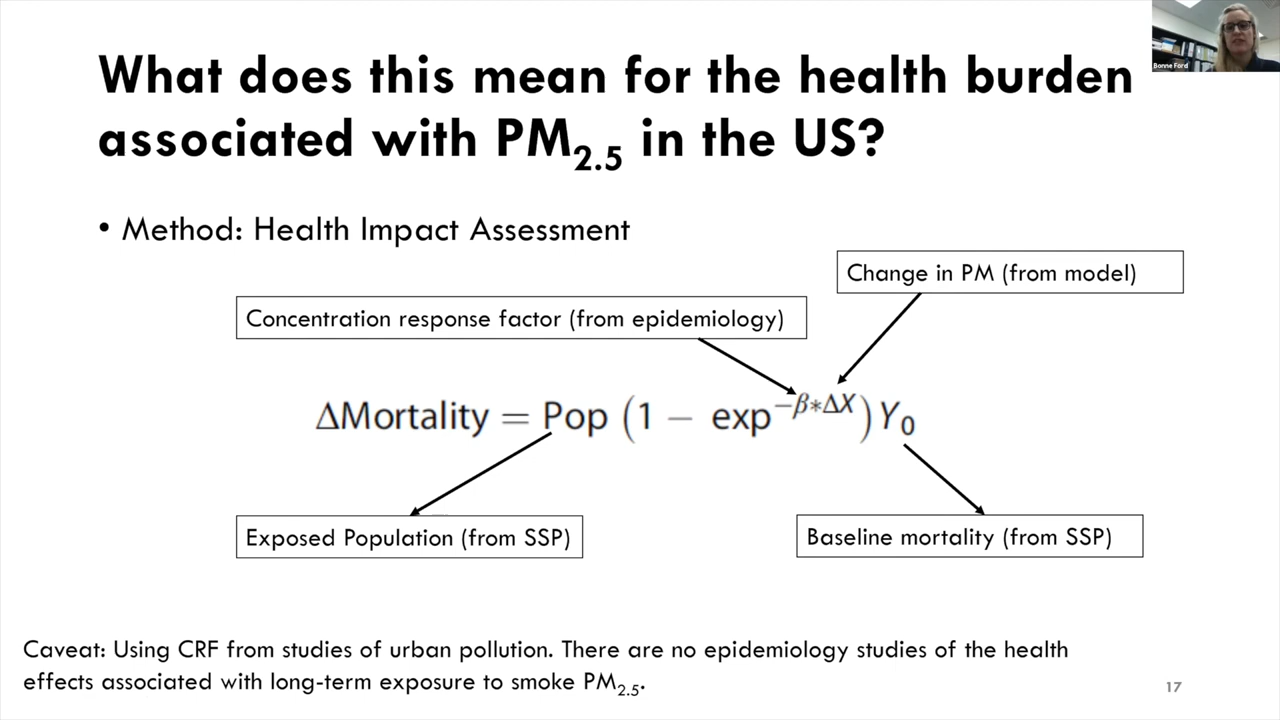 What does this mean for the health burden
associated with PM2.5 in the US?
Bonne Ford
• Method: Health Impact Assessment
Change in PM (from model)
Concentration response factor (from epidemiology)
ΔMortality = Pop (1 − exp^−β*ΔX) Y0
Exposed Population (from SSP)
Baseline mortality (from SSP)
Caveat: Using CRF from studies of urban pollution. There are no epidemiology studies of the health
effects associated with long-term exposure to smoke PM2.5.
17